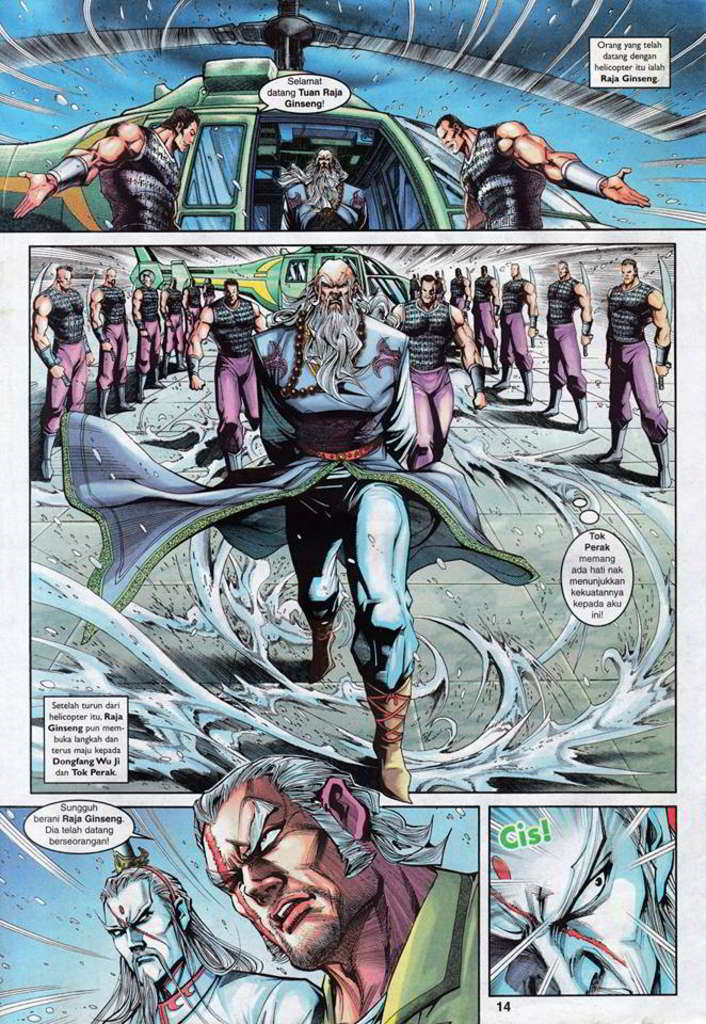 Orang yang telah
datang dengan
helicopter itu ialah
Raja Ginseng.
Selamat
datang Tuan Raja
Ginseng!
Tok
Perak
memang
ada hati nak
menunjukkan
kekuatannya
kepada aku
ini!
Setelah turun dari
helicopter itu, Raja
Ginseng pun mem-
buka langkah dan
terus maju kepada
Dongfang Wu Ji
dan Tok Perak.
Sungguh
berani Raja Ginseng.
Dia telah datang
berseorangan!
Cis!
14